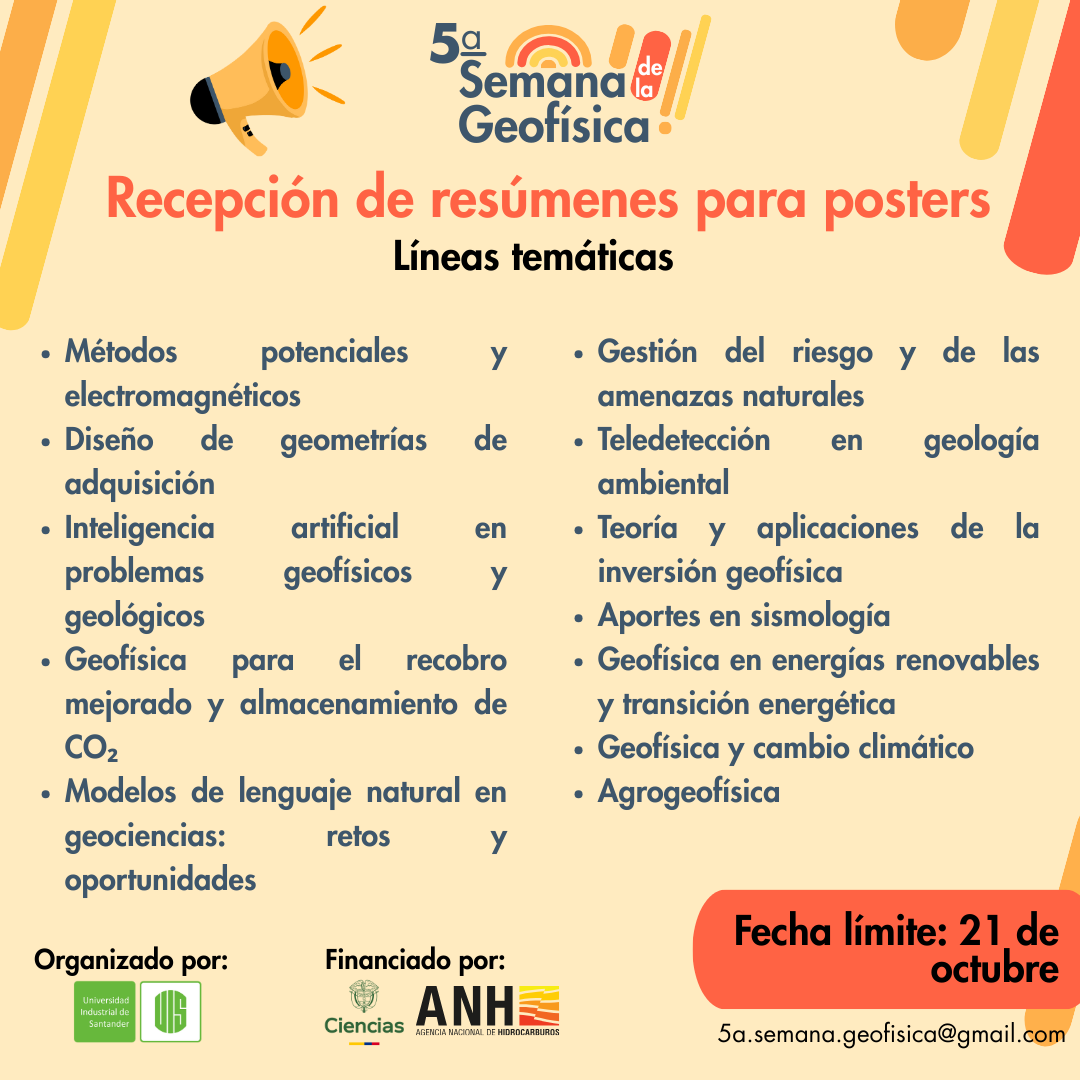 5ª
Semana de la
Geofísica
Recepción de resúmenes para posters
Líneas temáticas
• Métodos potenciales y
electromagnéticos
• Diseño de geometrías de
adquisición
• Inteligencia artificial en
problemas geofísicos y
geológicos
• Geofísica para el recobro
mejorado y almacenamiento de
CO₂
• Modelos de lenguaje natural en
geociencias: retos y
oportunidades
• Gestión del riesgo y de las
amenazas naturales
• Teledetección en geología
ambiental
• Teoría y aplicaciones de la
inversión geofísica
• Aportes en sismología
• Geofísica en energías renovables
y transición energética
• Geofísica y cambio climático
• Agrogeofísica
Fecha límite: 21 de
octubre
5a.semana.geofisica@gmail.com
Organizado por:
Universidad
Industrial de
Santander
UIS
Financiado por:
Ciencias
ANH
AGENCIA NACIONAL DE HIDROCARBUROS